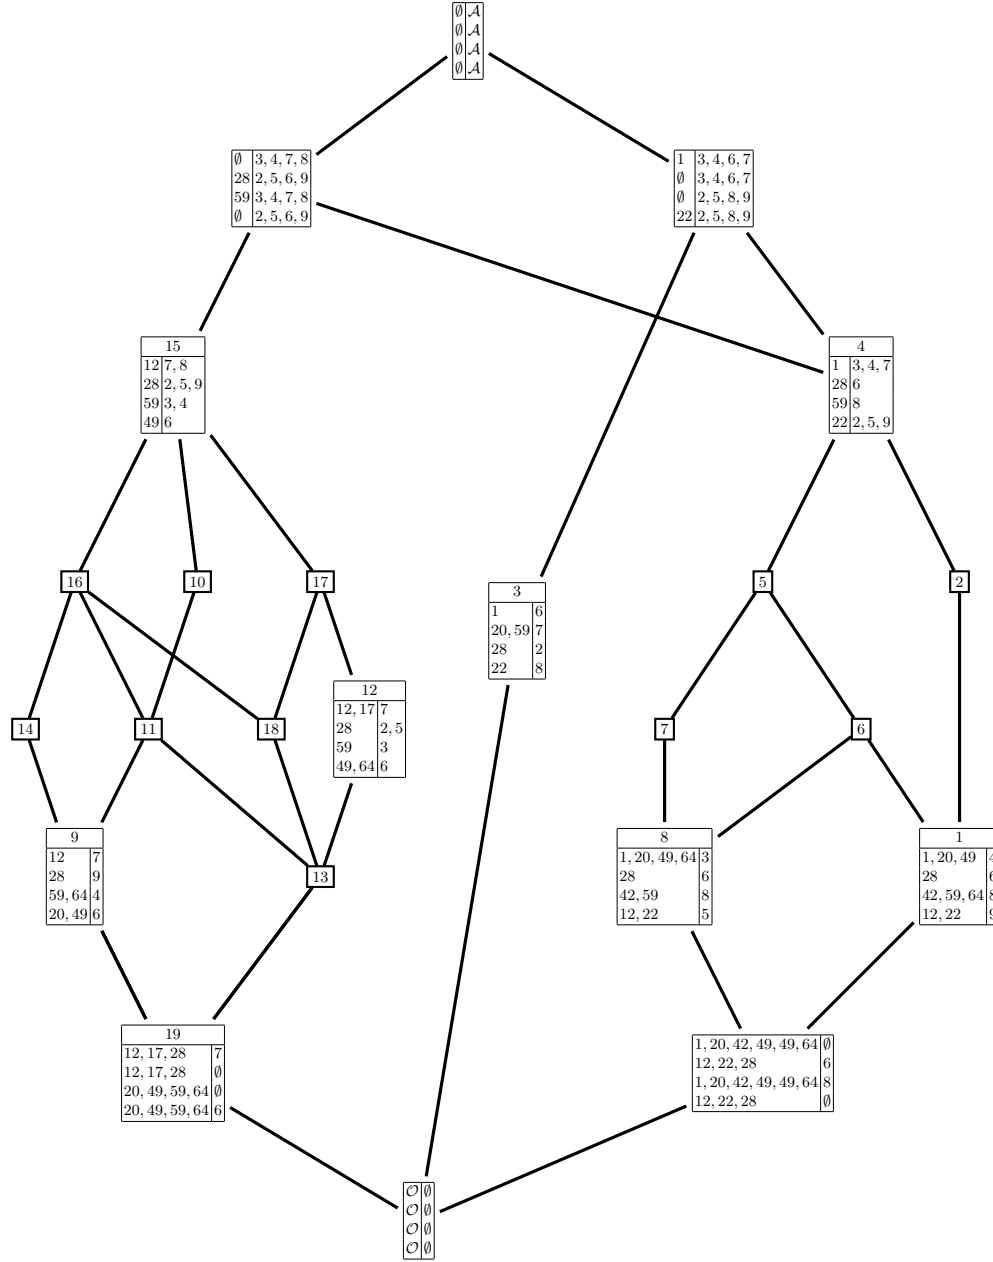 ∅ 𝒜
∅ 𝒜
∅ 𝒜
∅ 𝒜
∅ 3, 4, 7, 8
28 2, 5, 6, 9
59 3, 4, 7, 8
∅ 2, 5, 6, 9
1 3, 4, 6, 7
∅ 3, 4, 6, 7
∅ 2, 5, 8, 9
22 2, 5, 8, 9
15
12 7, 8
28 2, 5, 9
59 3, 4
49 6
4
1 3, 4, 7
28 6
59 8
22 2, 5, 9
16
10
17
3
1 6
20, 59 7
28 2
22 8
5
2
14
11
18
12
12, 17 7
28 2, 5
59 3
49, 64 6
7
6
9
12 7
28 9
59, 64 4
20, 49 6
13
8
1, 20, 49, 64 3
28 6
42, 59 8
12, 22 5
1
1, 20, 49
28
42, 59, 64
12, 22
19
12, 17, 28 7
12, 17, 28 ∅
20, 49, 59, 64 ∅
20, 49, 59, 64 6
1, 20, 42, 49, 49, 64 ∅
12, 22, 28 6
1, 20, 42, 49, 49, 64 8
12, 22, 28 ∅
𝒪 ∅
𝒪 ∅
𝒪 ∅
𝒪 ∅